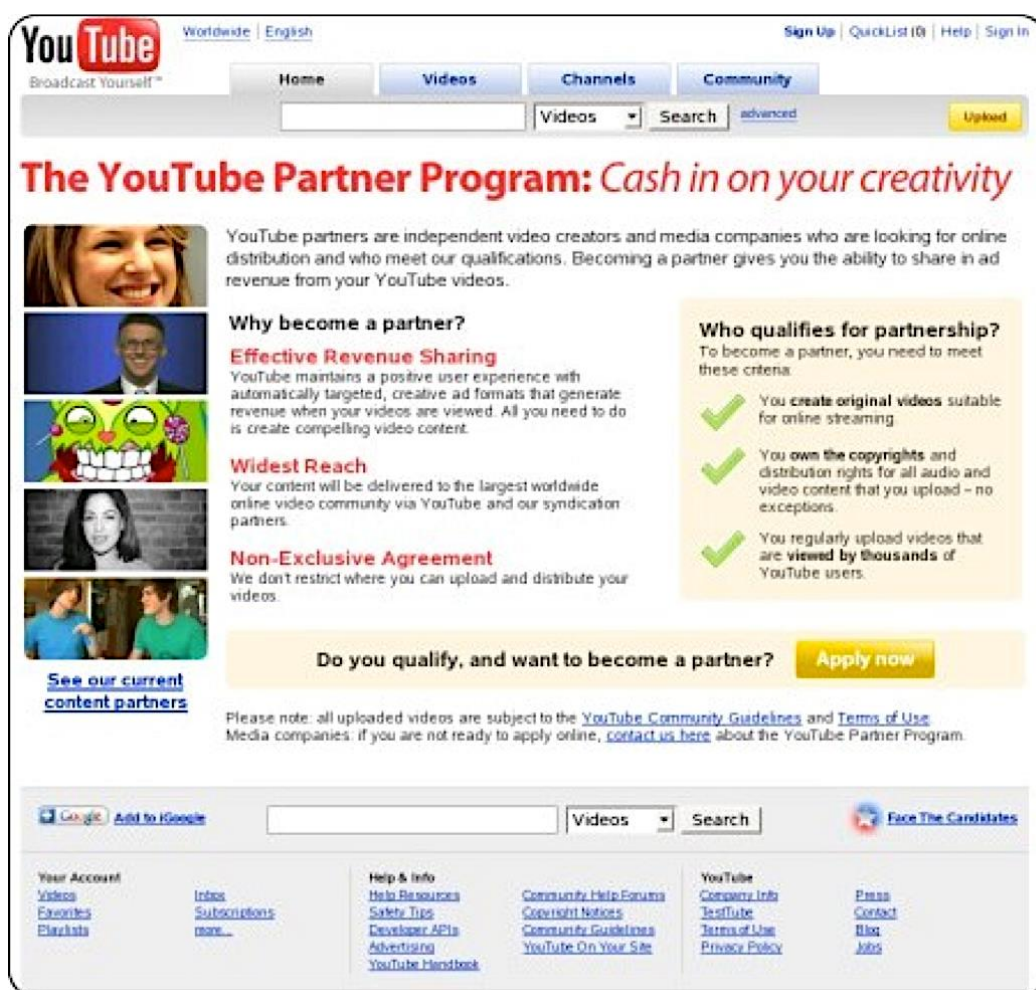 You Tube
Broadcast Yourself™
Worldwide | English
Sign Up | QuickList (0) | Help | Sign In
Home Videos Channels Community
Videos Search advanced Upload
The YouTube Partner Program: Cash in on your creativity
YouTube partners are independent video creators and media companies who are looking for online
distribution and who meet our qualifications. Becoming a partner gives you the ability to share in ad
revenue from your YouTube videos.
Why become a partner?
Effective Revenue Sharing
YouTube maintains a positive user experience with
automatically targeted, creative ad formats that generate
revenue when your videos are viewed. All you need to do
is create compelling video content.
Widest Reach
Your content will be delivered to the largest worldwide
online video community via YouTube and our syndication
partners.
Non-Exclusive Agreement
We don't restrict where you can upload and distribute your
videos.
Who qualifies for partnership?
To become a partner, you need to meet
these criteria:
You create original videos suitable
for online streaming.
You own the copyrights and
distribution rights for all audio and
video content that you upload – no
exceptions.
You regularly upload videos that
are viewed by thousands of
YouTube users.
See our current
content partners
Do you qualify, and want to become a partner? Apply now
Please note: all uploaded videos are subject to the YouTube Community Guidelines and Terms of Use.
Media companies: if you are not ready to apply online, contact us here about the YouTube Partner Program.
Google Add to iGoogle Videos Search Face The Candidates
Your Account
Videos
Favorites
Playlists
Inbox
Subscriptions
more...
Help & Info
Help Resources
Safety Tips
Developer APIs
Advertising
YouTube Handbook
Community Help Forums
Copyright Notices
Community Guidelines
YouTube On Your Site
YouTube
Company Info
TestTube
Terms of Use
Privacy Policy
Press
Contact
Blog
Jobs